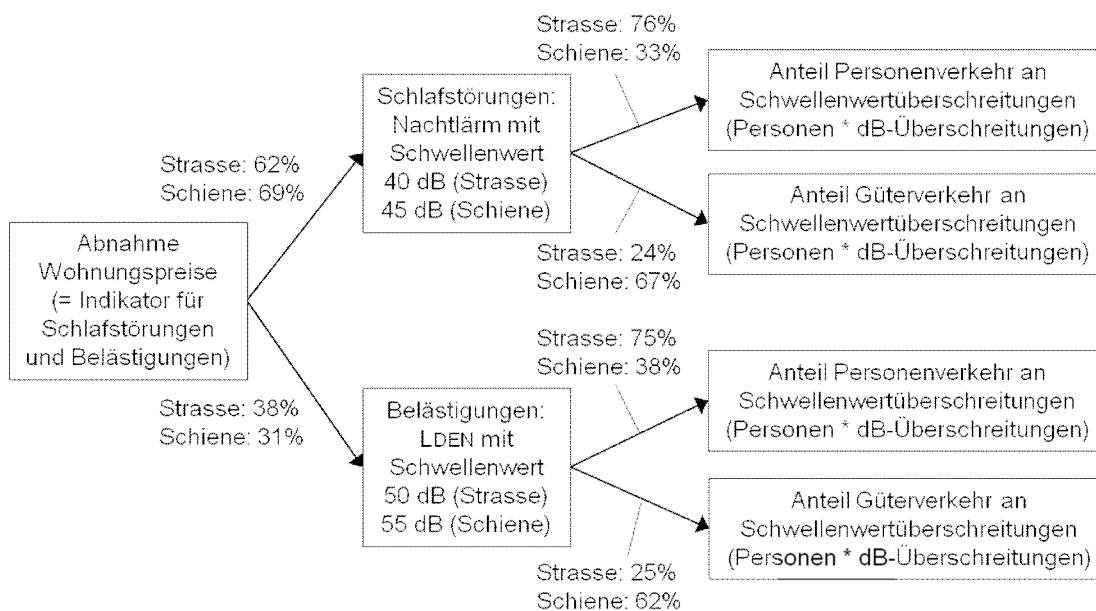 Abnahme
Wohnungspreise
(= Indikator für
Schlafstörungen
und Belästigungen)
Strasse: 62%
Schiene: 69%
Strasse: 38%
Schiene: 31%
Schlafstörungen:
Nachtlärm mit
Schwellenwert
40 dB (Strasse)
45 dB (Schiene)
Strasse: 76%
Schiene: 33%
Strasse: 24%
Schiene: 67%
Anteil Personenverkehr an
Schwellenwertüberschreitungen
(Personen * dB-Überschreitungen)
Anteil Güterverkehr an
Schwellenwertüberschreitungen
(Personen * dB-Überschreitungen)
Belästigungen:
LDEN mit
Schwellenwert
50 dB (Strasse)
55 dB (Schiene)
Strasse: 75%
Schiene: 38%
Strasse: 25%
Schiene: 62%
Anteil Personenverkehr an
Schwellenwertüberschreitungen
(Personen * dB-Überschreitungen)
Anteil Güterverkehr an
Schwellenwertüberschreitungen
(Personen * dB-Überschreitungen)